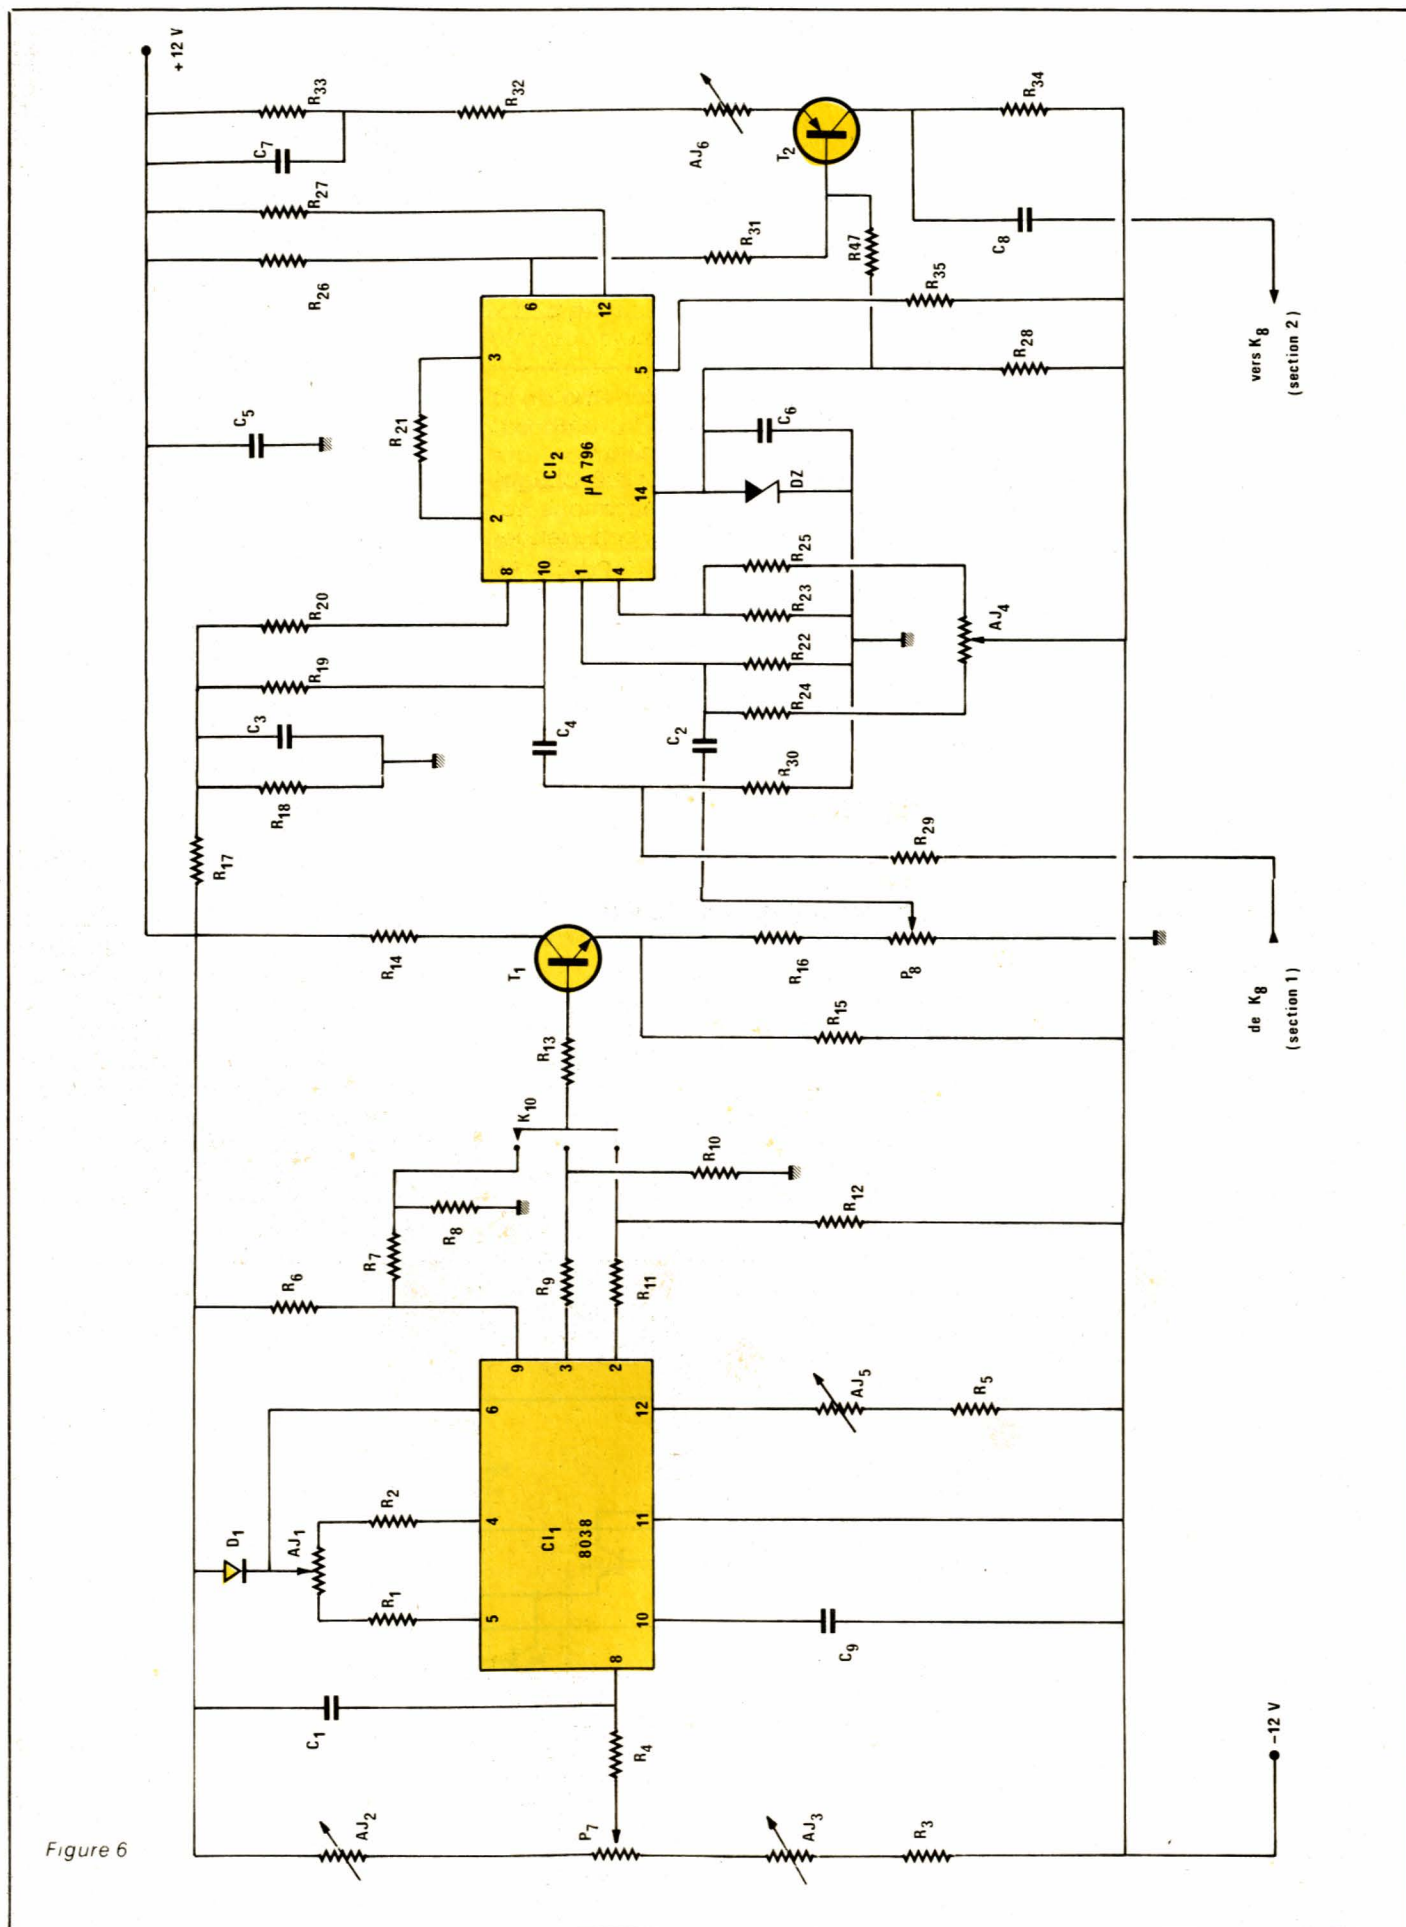 +12 V
R33
C7
R32
AJ6
T2
R34
R27
R26
R31
R47
C8
R35
R28
vers K8
(section 2)
C5
R21
3
2
6
12
5
14
8
10
1
4
CI2
µA 796
C6
DZ
R25
R23
R22
R24
AJ4
R20
R19
C3
R18
C4
C2
R30
R17
R29
R14
T1
R16
P8
R15
de K8
(section 1)
R13
K10
R10
R8
R7
R12
R6
R9
R11
9
3
2
6
12
4
11
5
10
8
CI1
8038
AJ5
R5
D1
AJ1
R2
R1
C9
C1
R4
AJ2
P7
AJ3
R3
-12 V
Figure 6